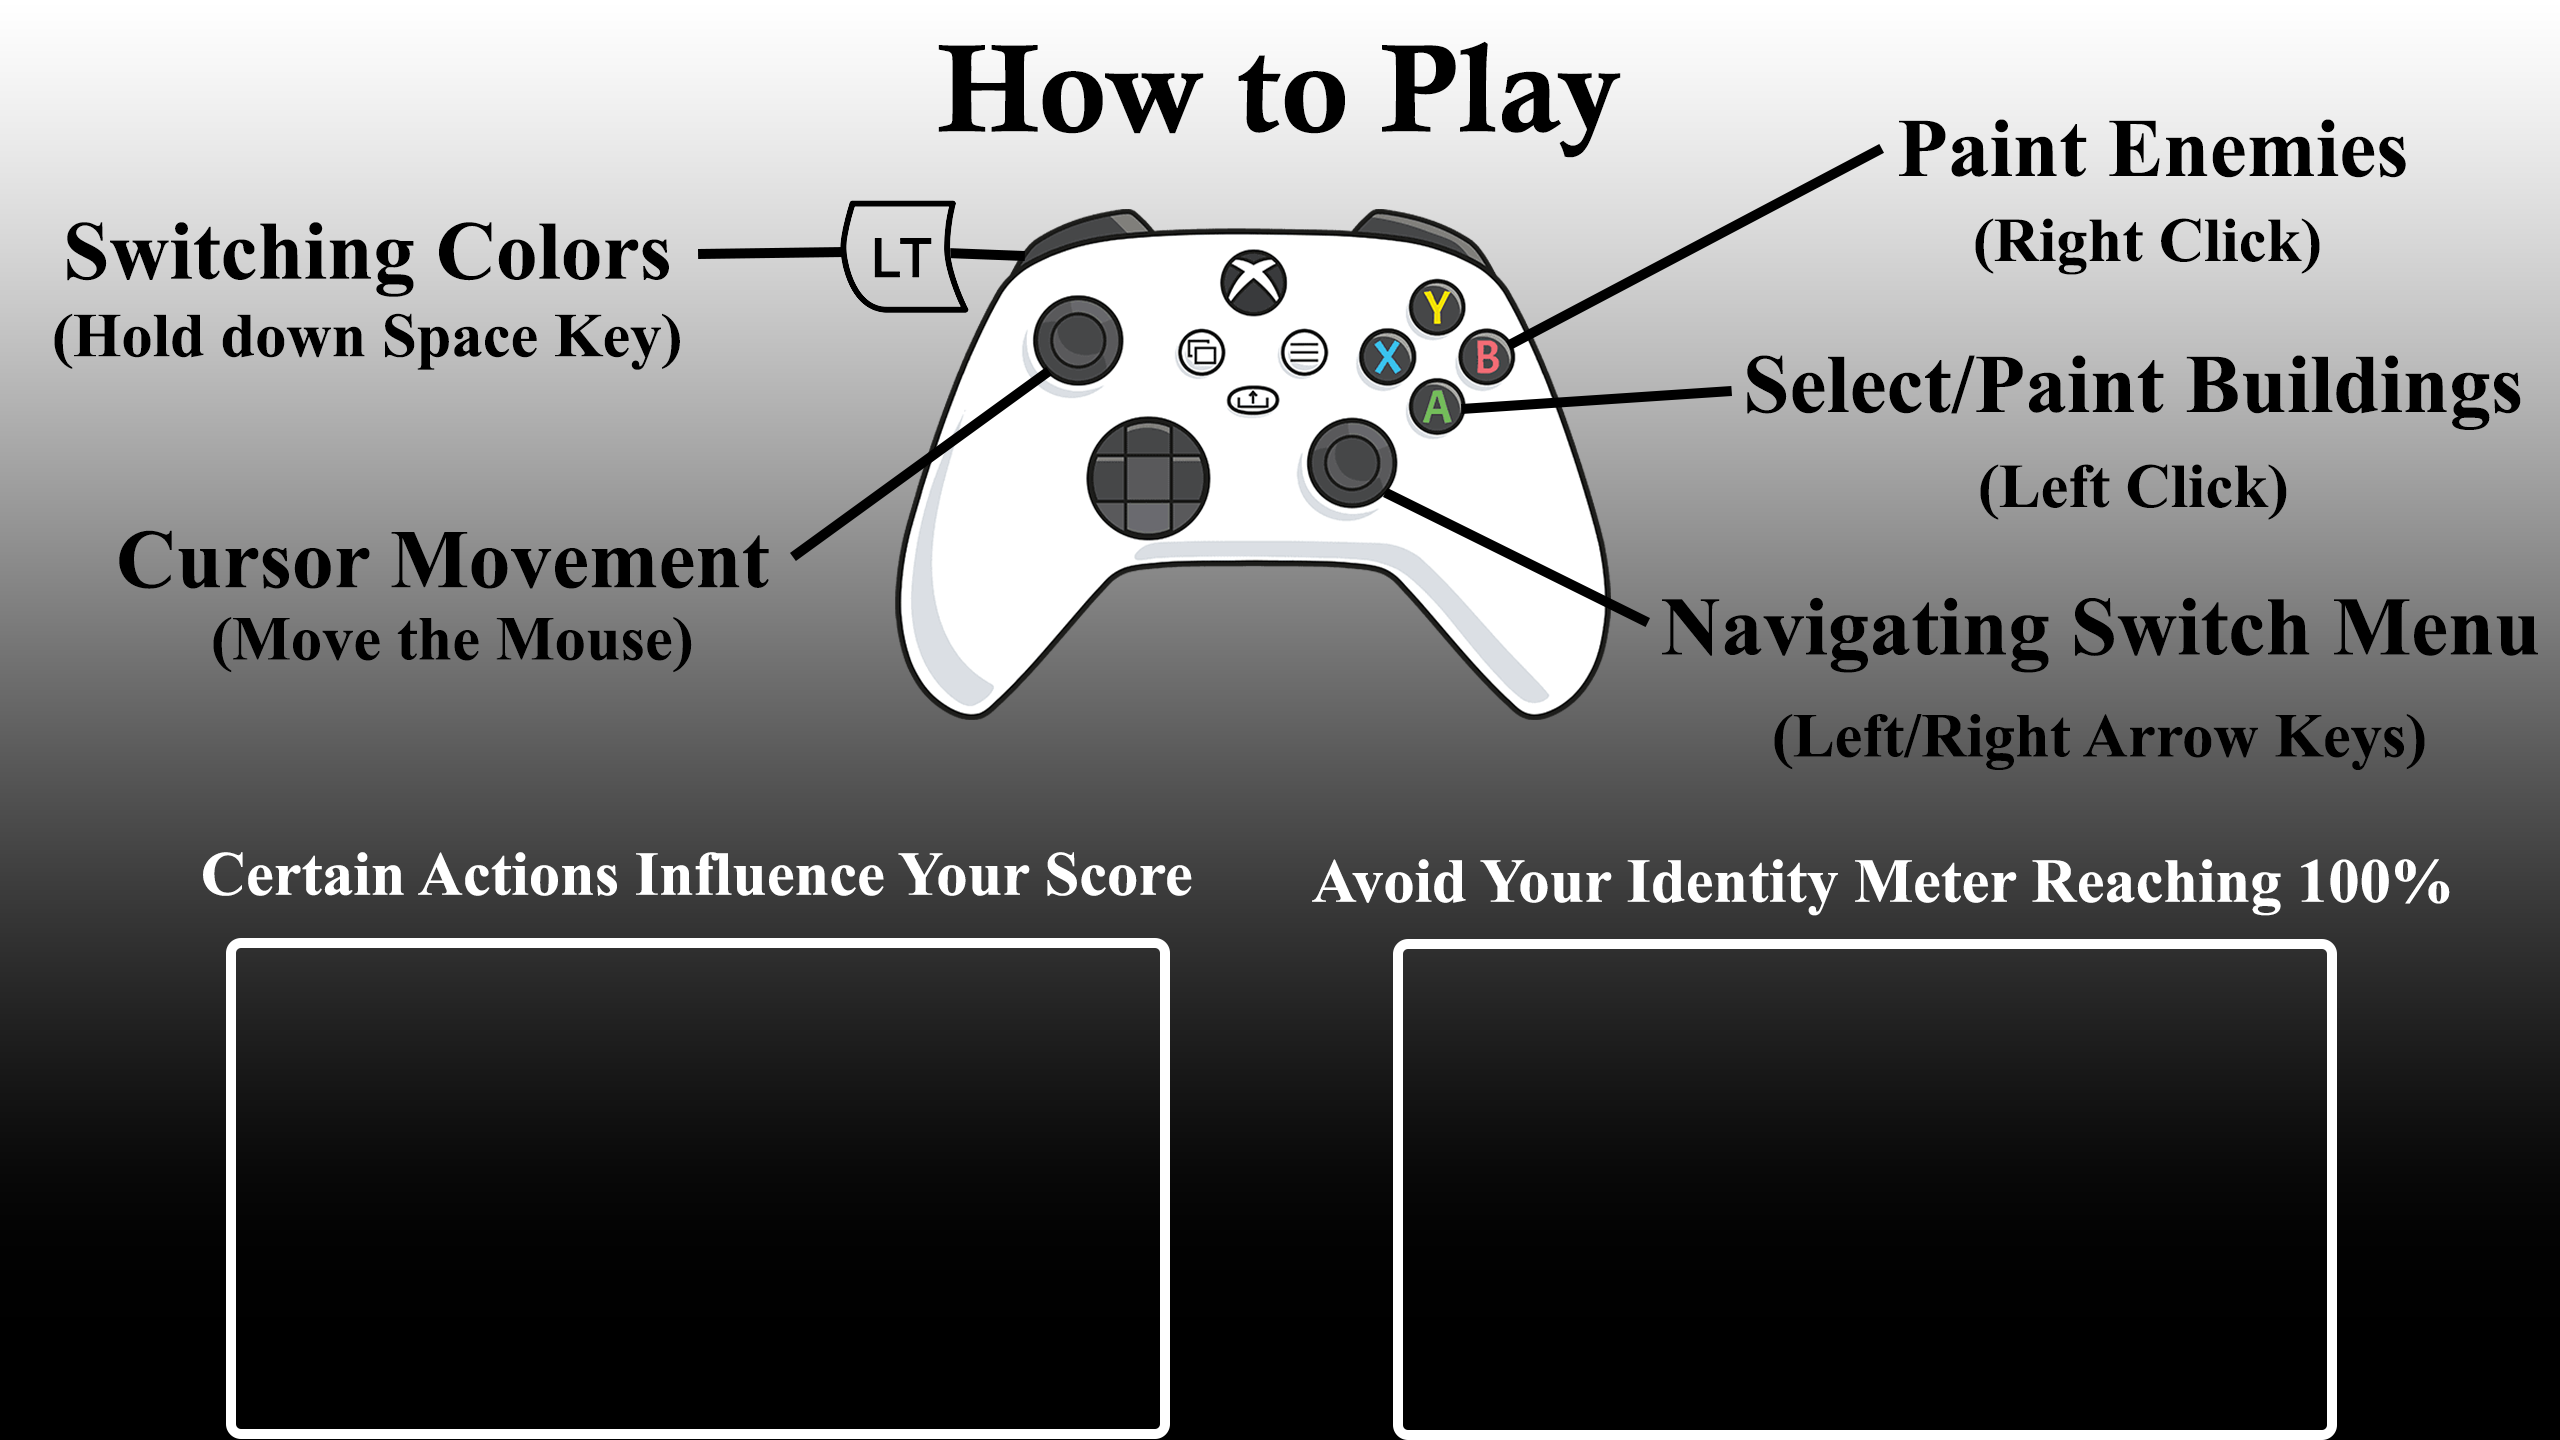 How to Play
Paint Enemies
(Right Click)
Switching Colors
(Hold down Space Key)
LT
Y
X
B
A
Select/Paint Buildings
(Left Click)
Cursor Movement
(Move the Mouse)
Navigating Switch Menu
(Left/Right Arrow Keys)
Certain Actions Influence Your Score
Avoid Your Identity Meter Reaching 100%